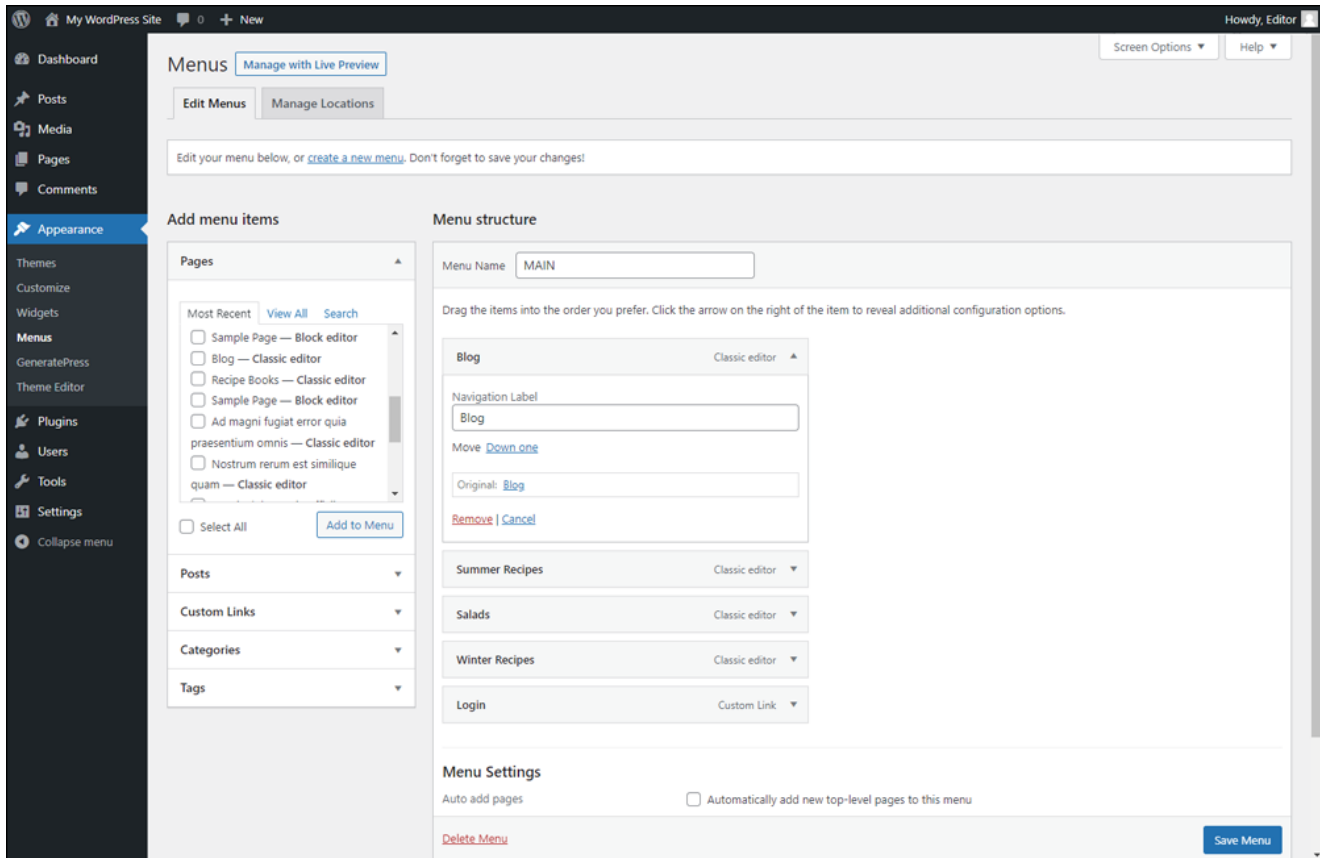 My WordPress Site 0 + New Howdy, Editor
Dashboard
Posts
Media
Pages
Comments
Appearance
Themes
Customize
Widgets
Menus
GeneratePress
Theme Editor
Plugins
Users
Tools
Settings
Collapse menu
Screen Options ▼ Help ▼
Menus Manage with Live Preview
Edit Menus Manage Locations
Edit your menu below, or create a new menu. Don't forget to save your changes!
Add menu items
Pages
Most Recent View All Search
Sample Page — Block editor
Blog — Classic editor
Recipe Books — Classic editor
Sample Page — Block editor
Ad magni fugiat error quia
praesentium omnis — Classic editor
Nostrum rerum est similique
quam — Classic editor
Select All Add to Menu
Posts
Custom Links
Categories
Tags
Menu structure
Menu Name MAIN
Drag the items into the order you prefer. Click the arrow on the right of the item to reveal additional configuration options.
Blog Classic editor
Navigation Label
Blog
Move Down one
Original: Blog
Remove | Cancel
Summer Recipes Classic editor
Salads Classic editor
Winter Recipes Classic editor
Login Custom Link
Menu Settings
Auto add pages Automatically add new top-level pages to this menu
Delete Menu Save Menu